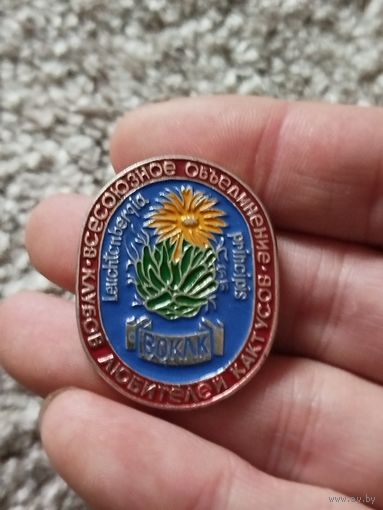 ВСЕСОЮЗНОЕ ОБЪЕДИНЕНИЕ
КЛУБОВ ЛЮБИТЕЛЕЙ КАКТУСОВ
Leuchtenbergia
principis
ВОКЛК
www.ay.by